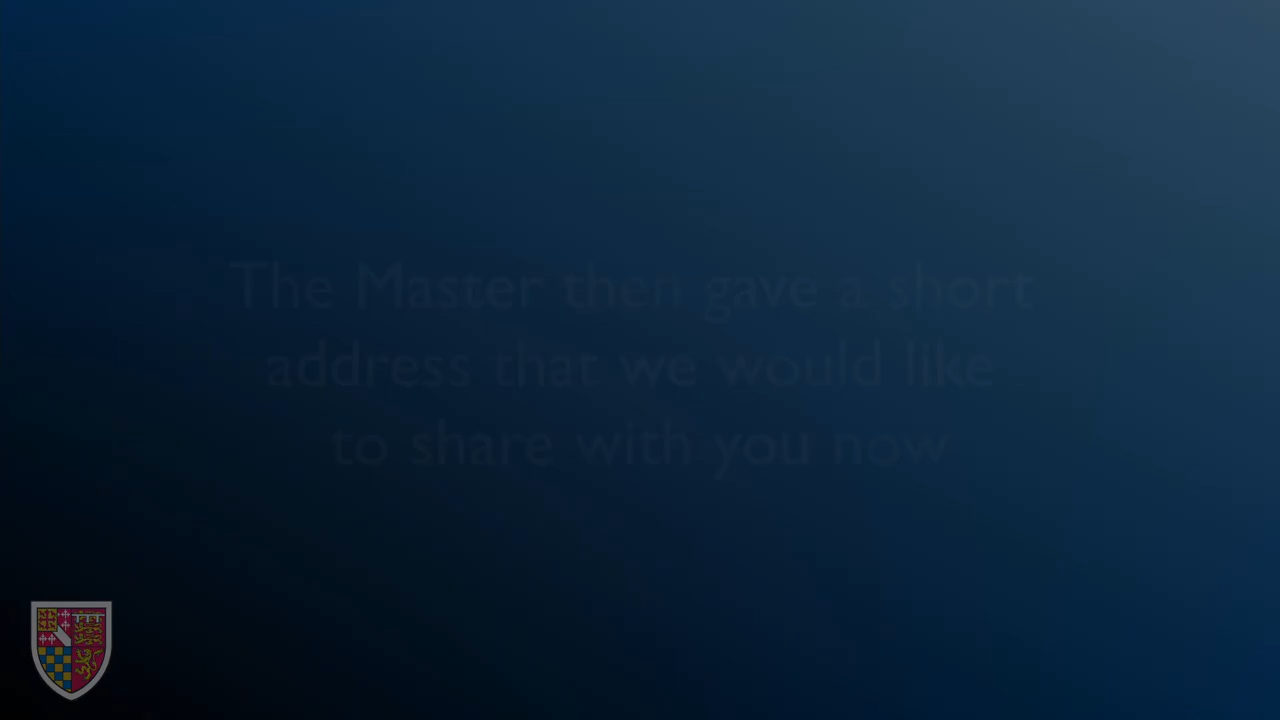 The Master then gave a short
address that we would like
to share with you now